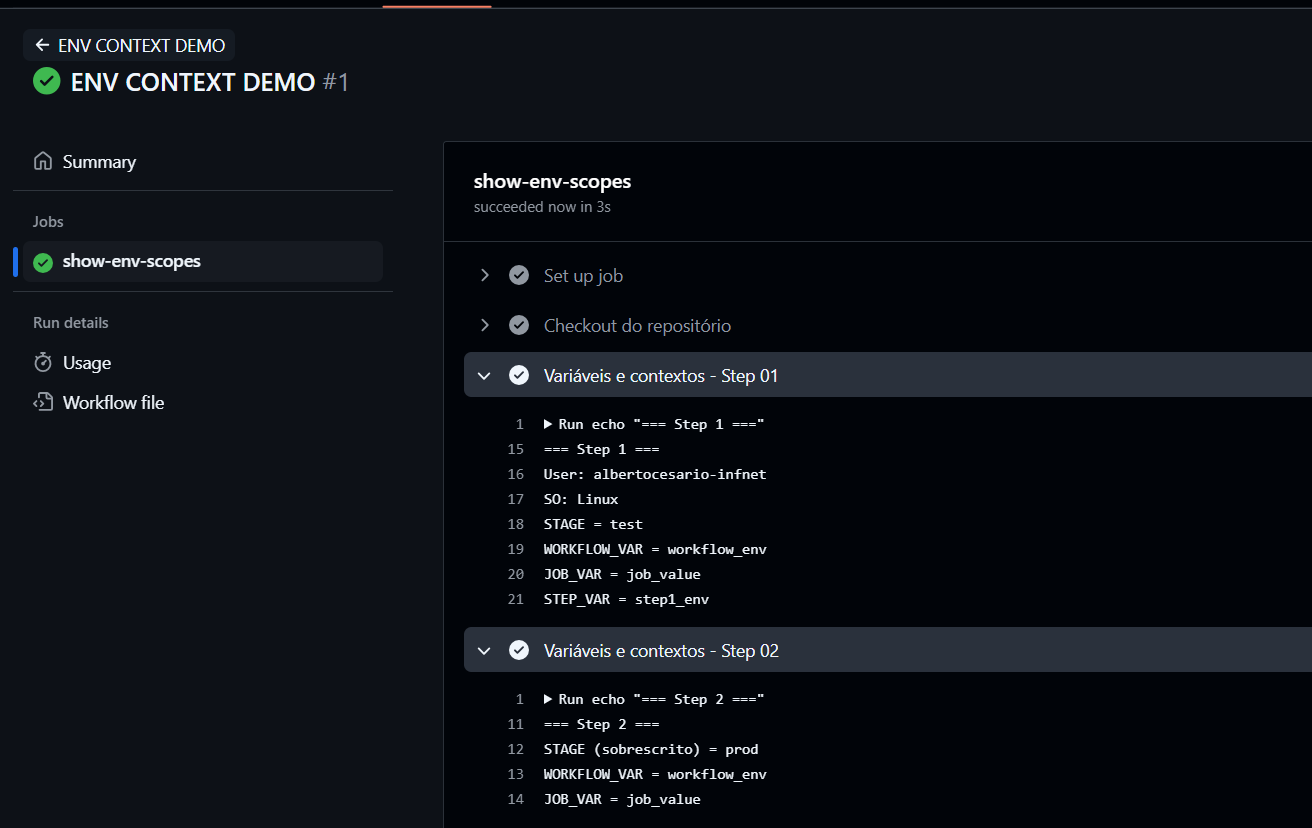 ENV CONTEXT DEMO
ENV CONTEXT DEMO #1
Summary
Jobs
show-env-scopes
Run details
Usage
Workflow file
show-env-scopes
succeeded now in 3s
Set up job
Checkout do repositório
Variáveis e contextos - Step 01
1 Run echo "=== Step 1 ==="
15 === Step 1 ===
16 User: albertocesario-infnet
17 SO: Linux
18 STAGE = test
19 WORKFLOW_VAR = workflow_env
20 JOB_VAR = job_value
21 STEP_VAR = step1_env
Variáveis e contextos - Step 02
1 Run echo "=== Step 2 ==="
11 === Step 2 ===
12 STAGE (sobrescrito) = prod
13 WORKFLOW_VAR = workflow_env
14 JOB_VAR = job_value